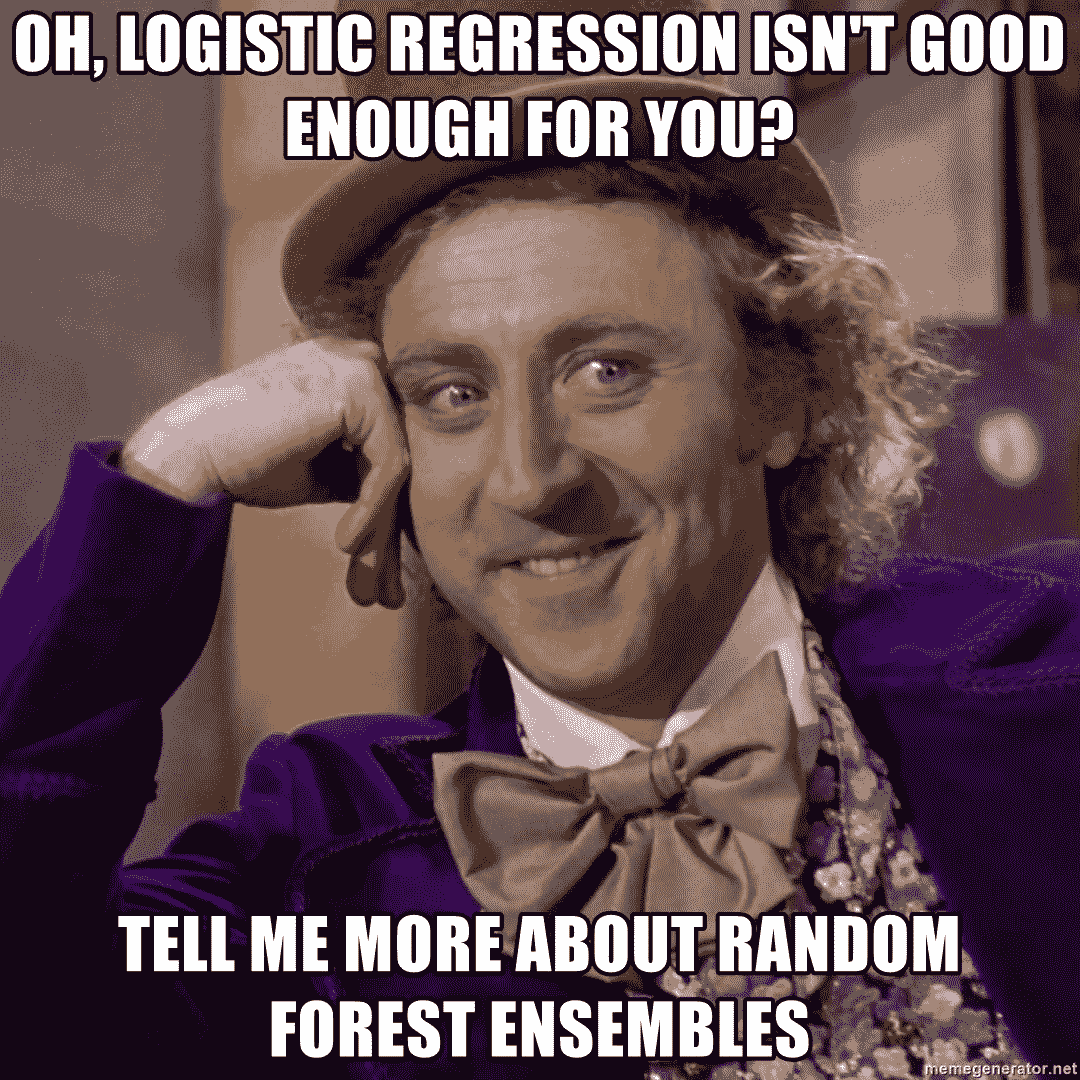 OH, LOGISTIC REGRESSION ISN'T GOOD
ENOUGH FOR YOU?
TELL ME MORE ABOUT RANDOM
FOREST ENSEMBLES
memegenerator.net